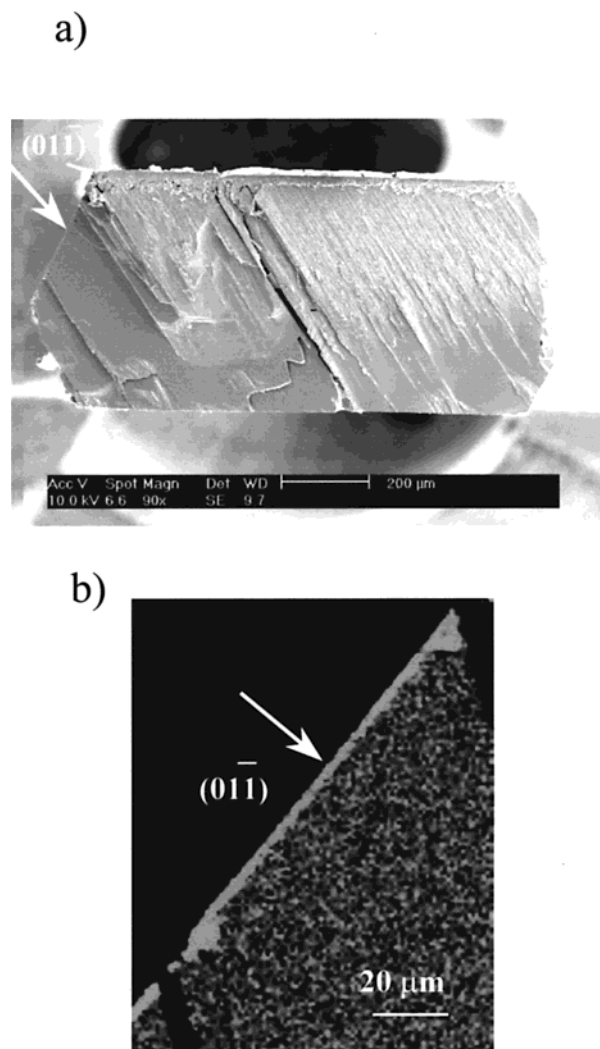 a)
(011̄)
Acc V Spot Magn Det WD 200 µm
10.0 kV 6.6 90x SE 9.7
b)
(011̄)
20 µm